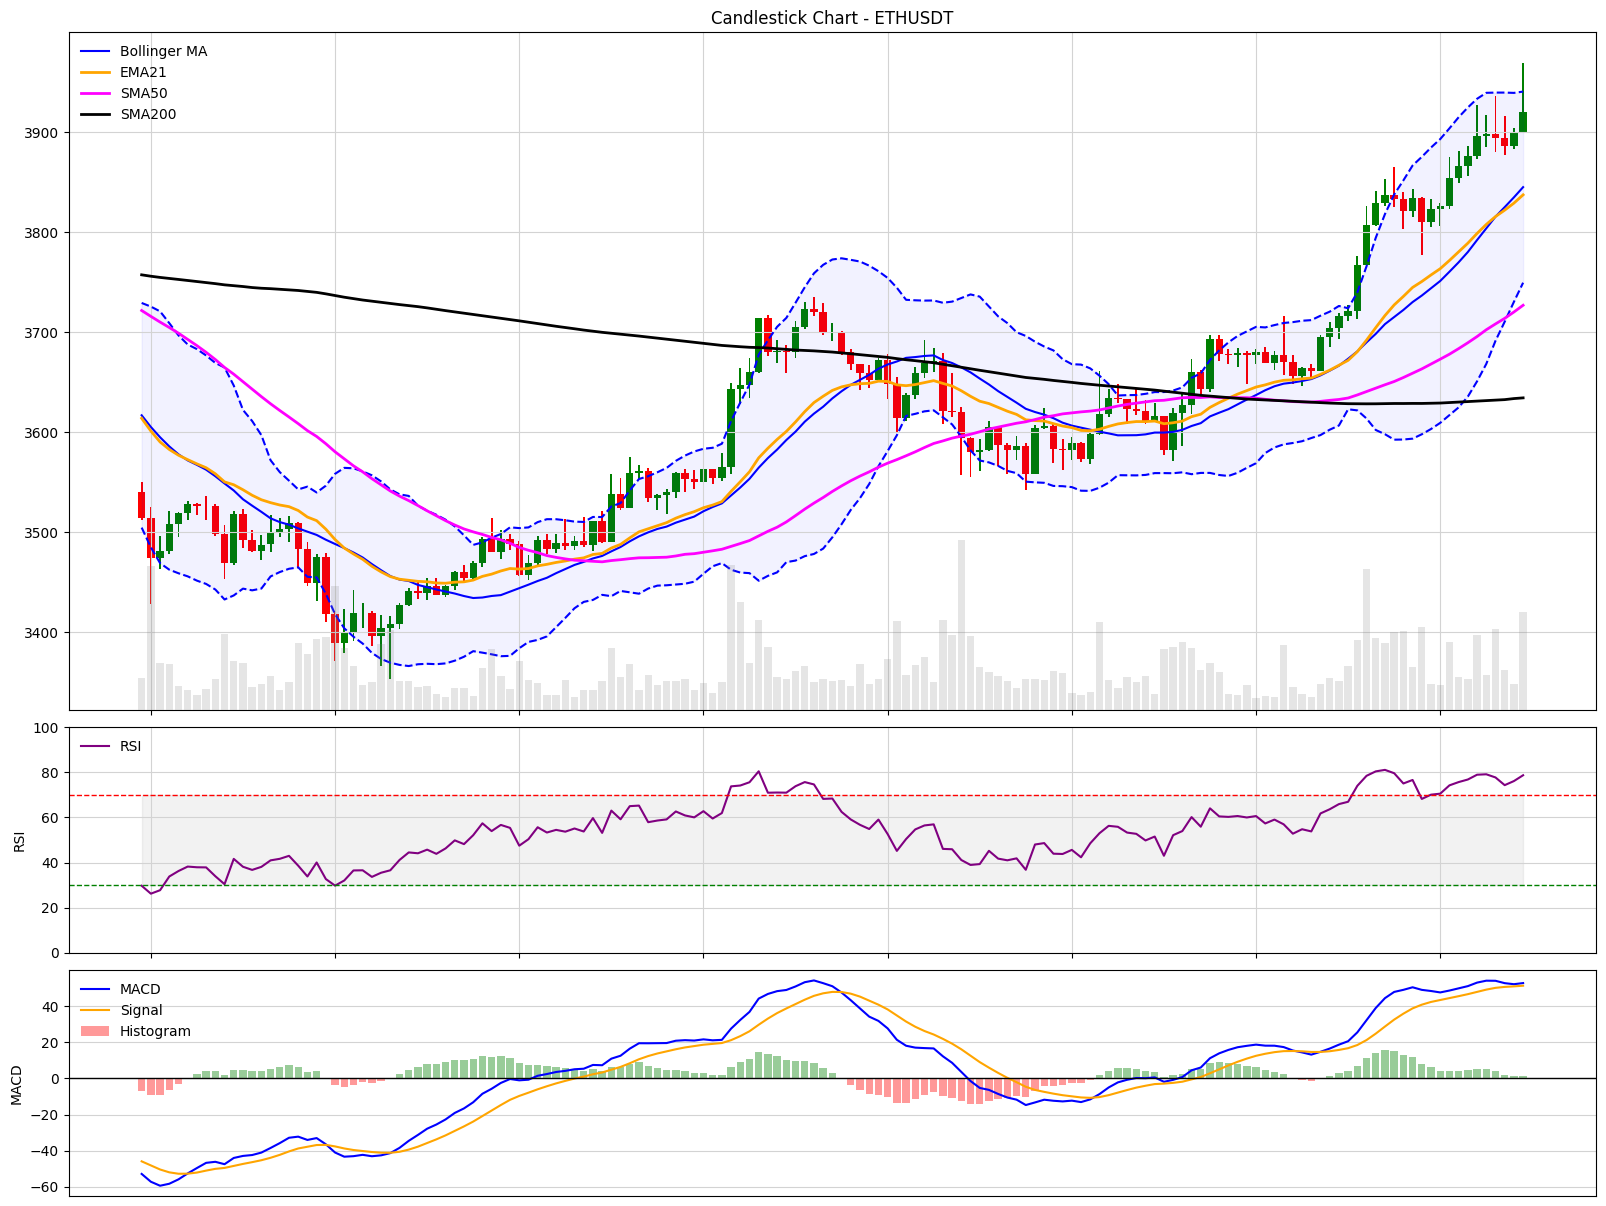 Candlestick Chart - ETHUSDT
Bollinger MA
EMA21
SMA50
SMA200
3900
3800
3700
3600
3500
3400
RSI
100
80
60
40
20
0
RSI
MACD
Signal
Histogram
40
20
0
−20
−40
−60
MACD